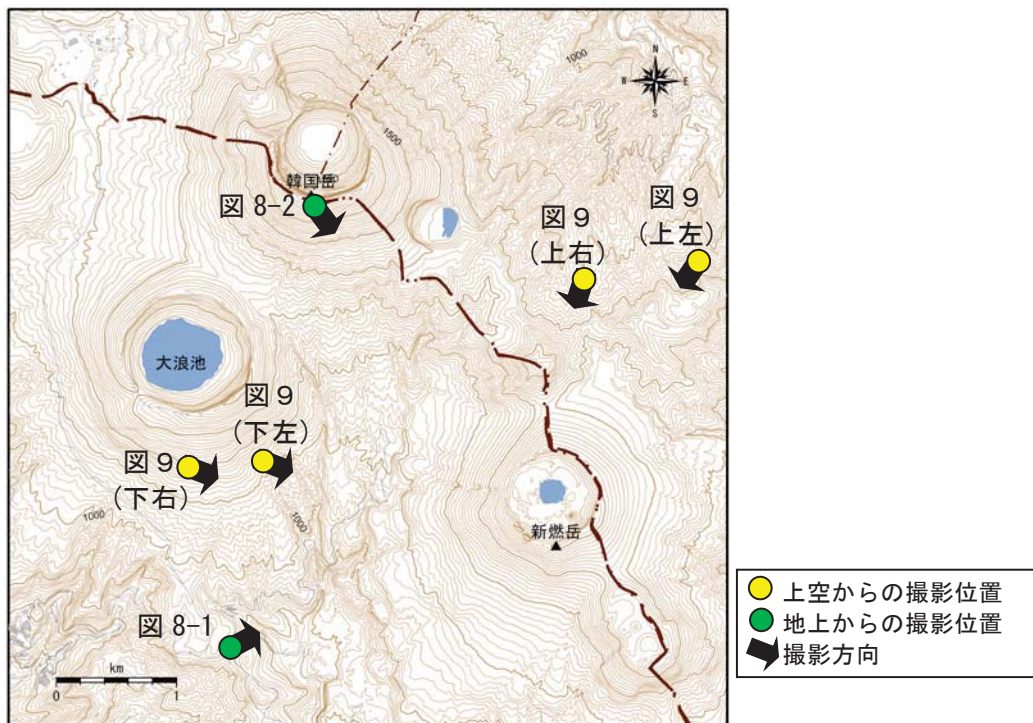 1000
N
W E
S
1500
韓国岳
図 8-2
図 9
(上左)
図 9
(上右)
大浪池
図 9
(下左)
図 9
(下右)
1000
1000
新燃岳
図 8-1
km
0 1
上空からの撮影位置
地上からの撮影位置
撮影方向